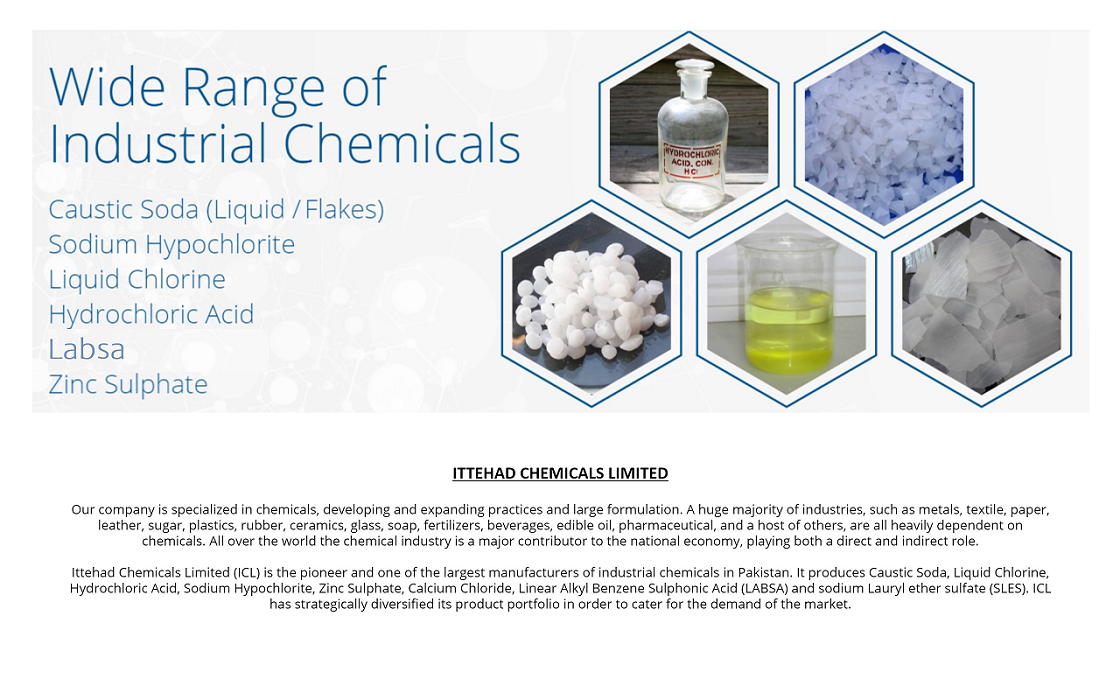 Wide Range of
Industrial Chemicals
Caustic Soda (Liquid / Flakes)
Sodium Hypochlorite
Liquid Chlorine
Hydrochloric Acid
Labsa
Zinc Sulphate
HYDROCHLORIC
ACID, CON.
HCl
ITTEHAD CHEMICALS LIMITED
Our company is specialized in chemicals, developing and expanding practices and large formulation. A huge majority of industries, such as metals, textile, paper,
leather, sugar, plastics, rubber, ceramics, glass, soap, fertilizers, beverages, edible oil, pharmaceutical, and a host of others, are all heavily dependent on
chemicals. All over the world the chemical industry is a major contributor to the national economy, playing both a direct and indirect role.
Ittehad Chemicals Limited (ICL) is the pioneer and one of the largest manufacturers of industrial chemicals in Pakistan. It produces Caustic Soda, Liquid Chlorine,
Hydrochloric Acid, Sodium Hypochlorite, Zinc Sulphate, Calcium Chloride, Linear Alkyl Benzene Sulphonic Acid (LABSA) and sodium Lauryl ether sulfate (SLES). ICL
has strategically diversified its product portfolio in order to cater for the demand of the market.